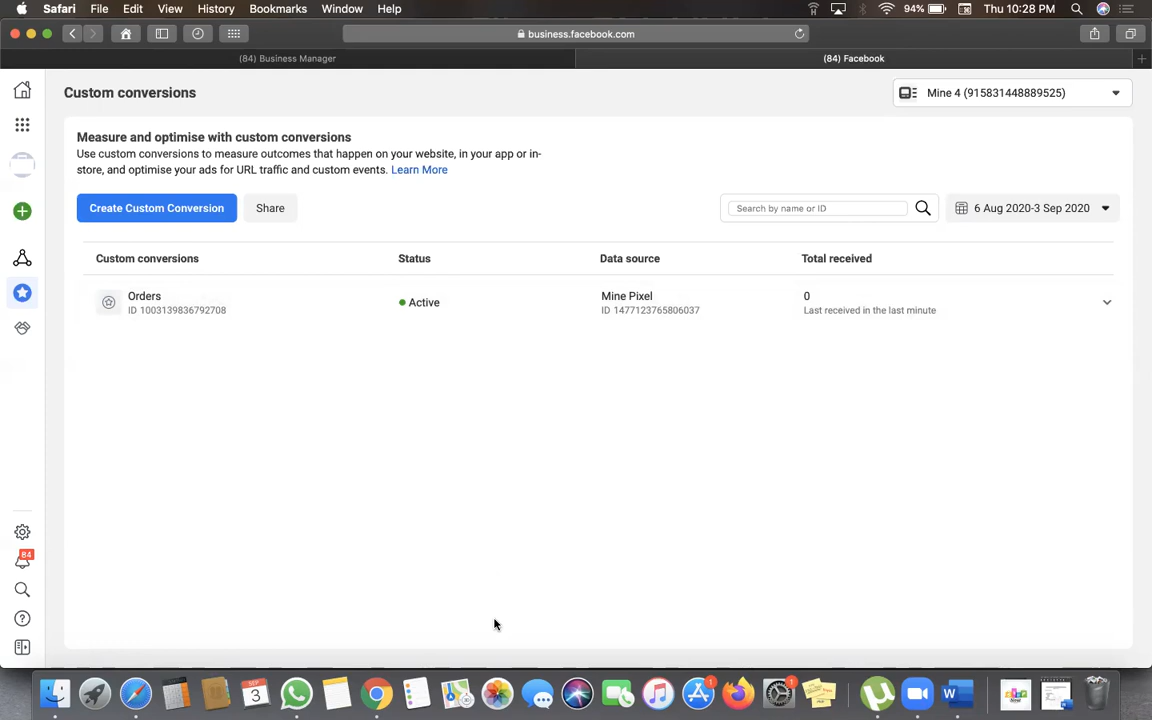 Safari File Edit View History Bookmarks Window Help 94% Thu 10:28 PM
business.facebook.com
(84) Business Manager (84) Facebook
Custom conversions Mine 4 (915831448889525)
Measure and optimise with custom conversions
Use custom conversions to measure outcomes that happen on your website, in your app or in-
store, and optimise your ads for URL traffic and custom events. Learn More
Create Custom Conversion Share Search by name or ID 6 Aug 2020-3 Sep 2020
Custom conversions Status Data source Total received
Orders Active Mine Pixel 0
ID 1003139836792708 ID 1477123765806037 Last received in the last minute
84
SEP
3
1
1
W